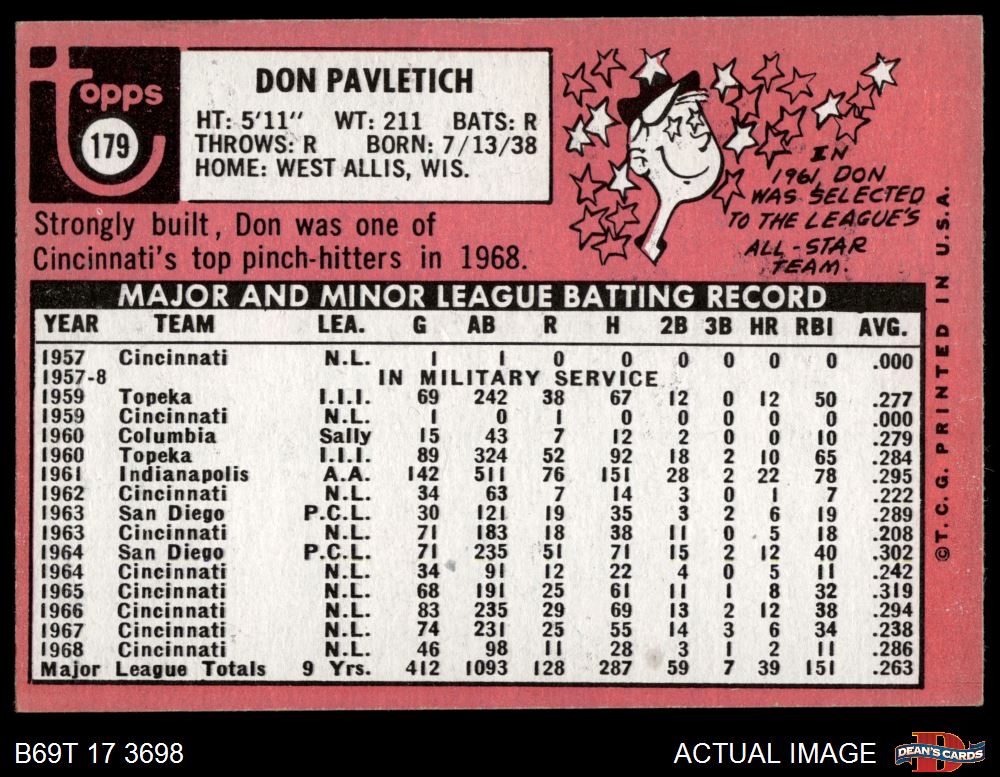 topps
179
DON PAVLETICH
HT: 5'11" WT: 211 BATS: R
THROWS: R BORN: 7/13/38
HOME: WEST ALLIS, WIS.
IN
1961, DON
WAS SELECTED
TO THE LEAGUE'S
ALL-STAR
TEAM.
Strongly built, Don was one of
Cincinnati's top pinch-hitters in 1968.
MAJOR AND MINOR LEAGUE BATTING RECORD
YEAR TEAM LEA. G AB R H 2B 3B HR RBI AVG.
1957 Cincinnati N.L. 1 1 0 0 0 0 0 0 .000
1957-8 IN MILITARY SERVICE
1959 Topeka I.I.I. 69 242 38 67 12 0 12 50 .277
1959 Cincinnati N.L. 1 0 1 0 0 0 0 0 .000
1960 Columbia Sally 15 43 7 12 2 0 0 10 .279
1960 Topeka I.I.I. 89 324 52 92 18 2 10 65 .284
1961 Indianapolis A.A. 142 511 76 151 28 2 22 78 .295
1962 Cincinnati N.L. 34 63 7 14 3 0 1 7 .222
1963 San Diego P.C.L. 30 121 19 35 3 2 6 19 .289
1963 Cincinnati N.L. 71 183 18 38 11 0 5 18 .208
1964 San Diego P.C.L. 71 235 51 71 15 2 12 40 .302
1964 Cincinnati N.L. 34 91 12 22 4 0 5 11 .242
1965 Cincinnati N.L. 68 191 25 61 11 1 8 32 .319
1966 Cincinnati N.L. 83 235 29 69 13 2 12 38 .294
1967 Cincinnati N.L. 74 231 25 55 14 3 6 34 .238
1968 Cincinnati N.L. 46 98 11 28 3 1 2 11 .286
Major League Totals 9 Yrs. 412 1093 128 287 59 7 39 151 .263
©T.C.G. PRINTED IN U.S.A.
B69T 17 3698
ACTUAL IMAGE
D
DEAN'S CARDS